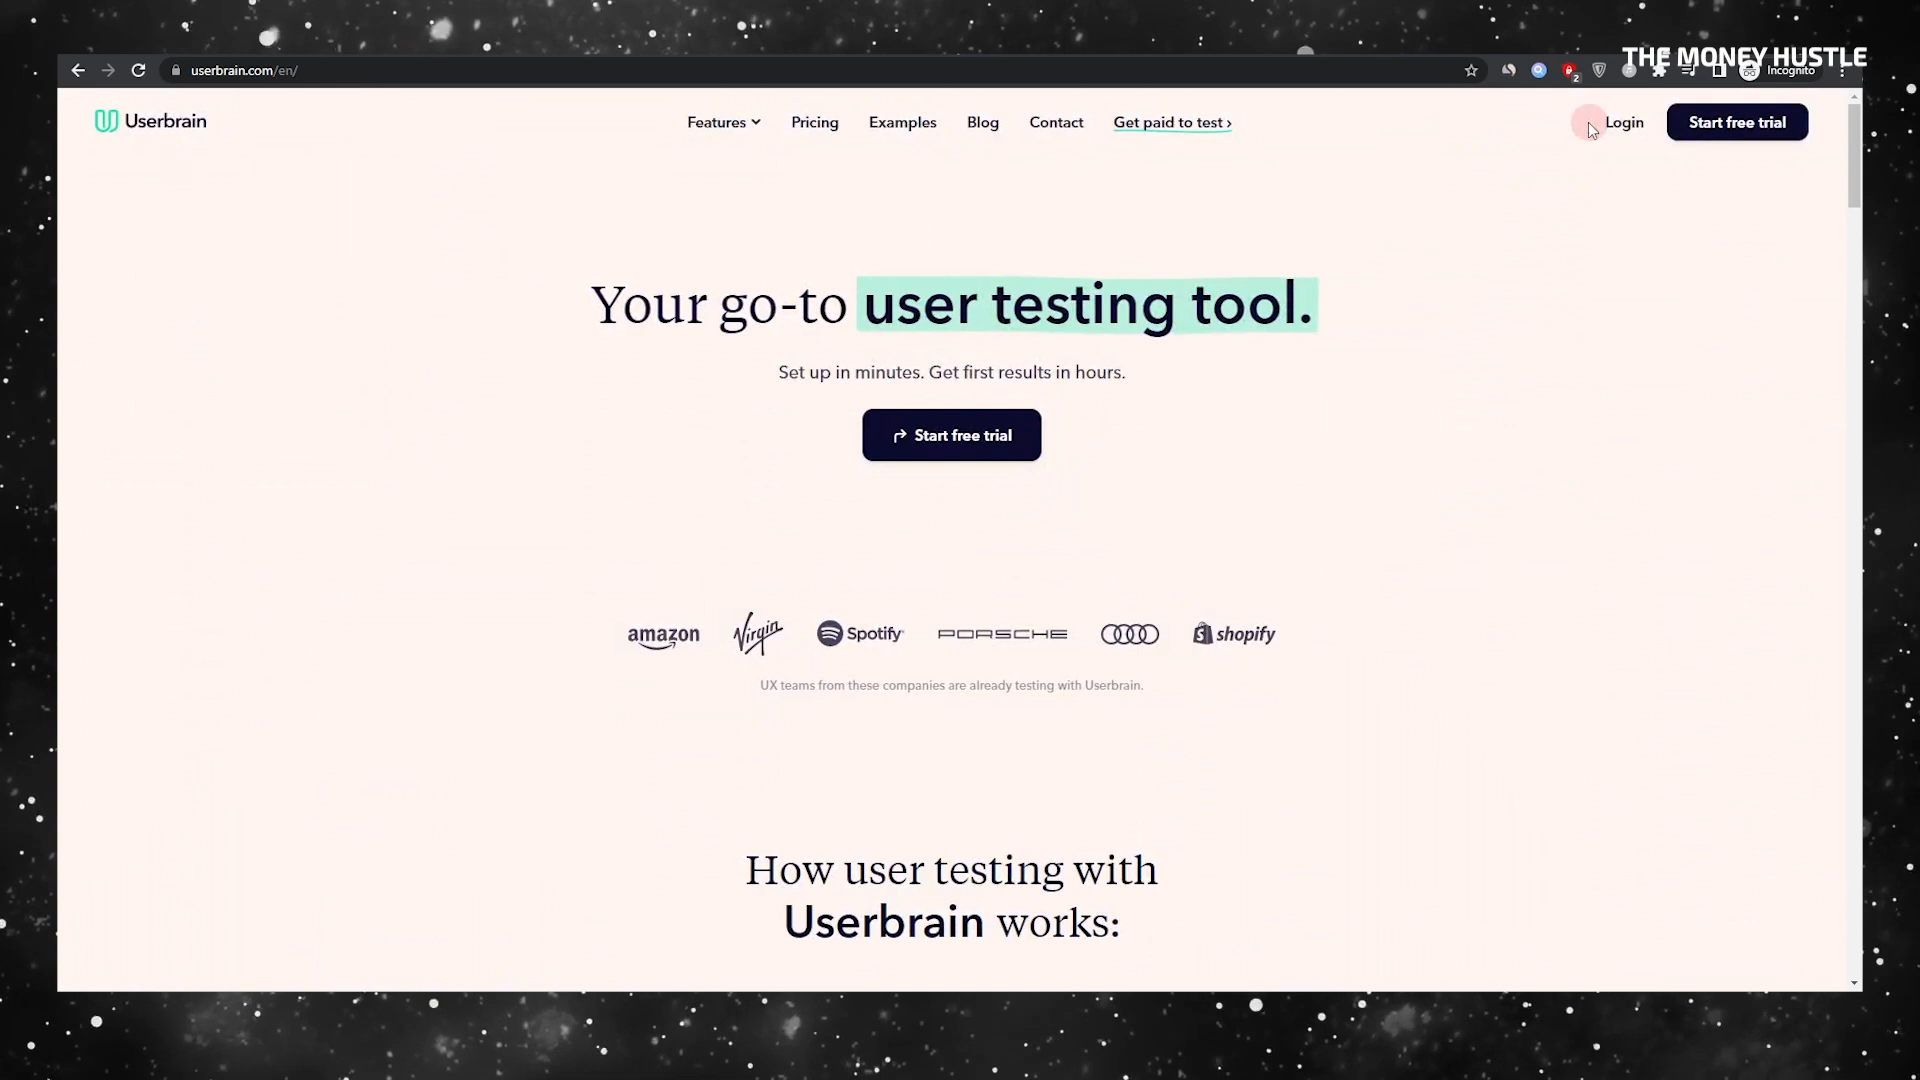 THE MONEY HUSTLE
userbrain.com/en/
2
Incognito
Userbrain
Features
Pricing
Examples
Blog
Contact
Get paid to test ›
Login
Start free trial
Your go-to user testing tool.
Set up in minutes. Get first results in hours.
Start free trial
amazon
Virgin
Spotify
PORSCHE
shopify
UX teams from these companies are already testing with Userbrain.
How user testing with
Userbrain works: